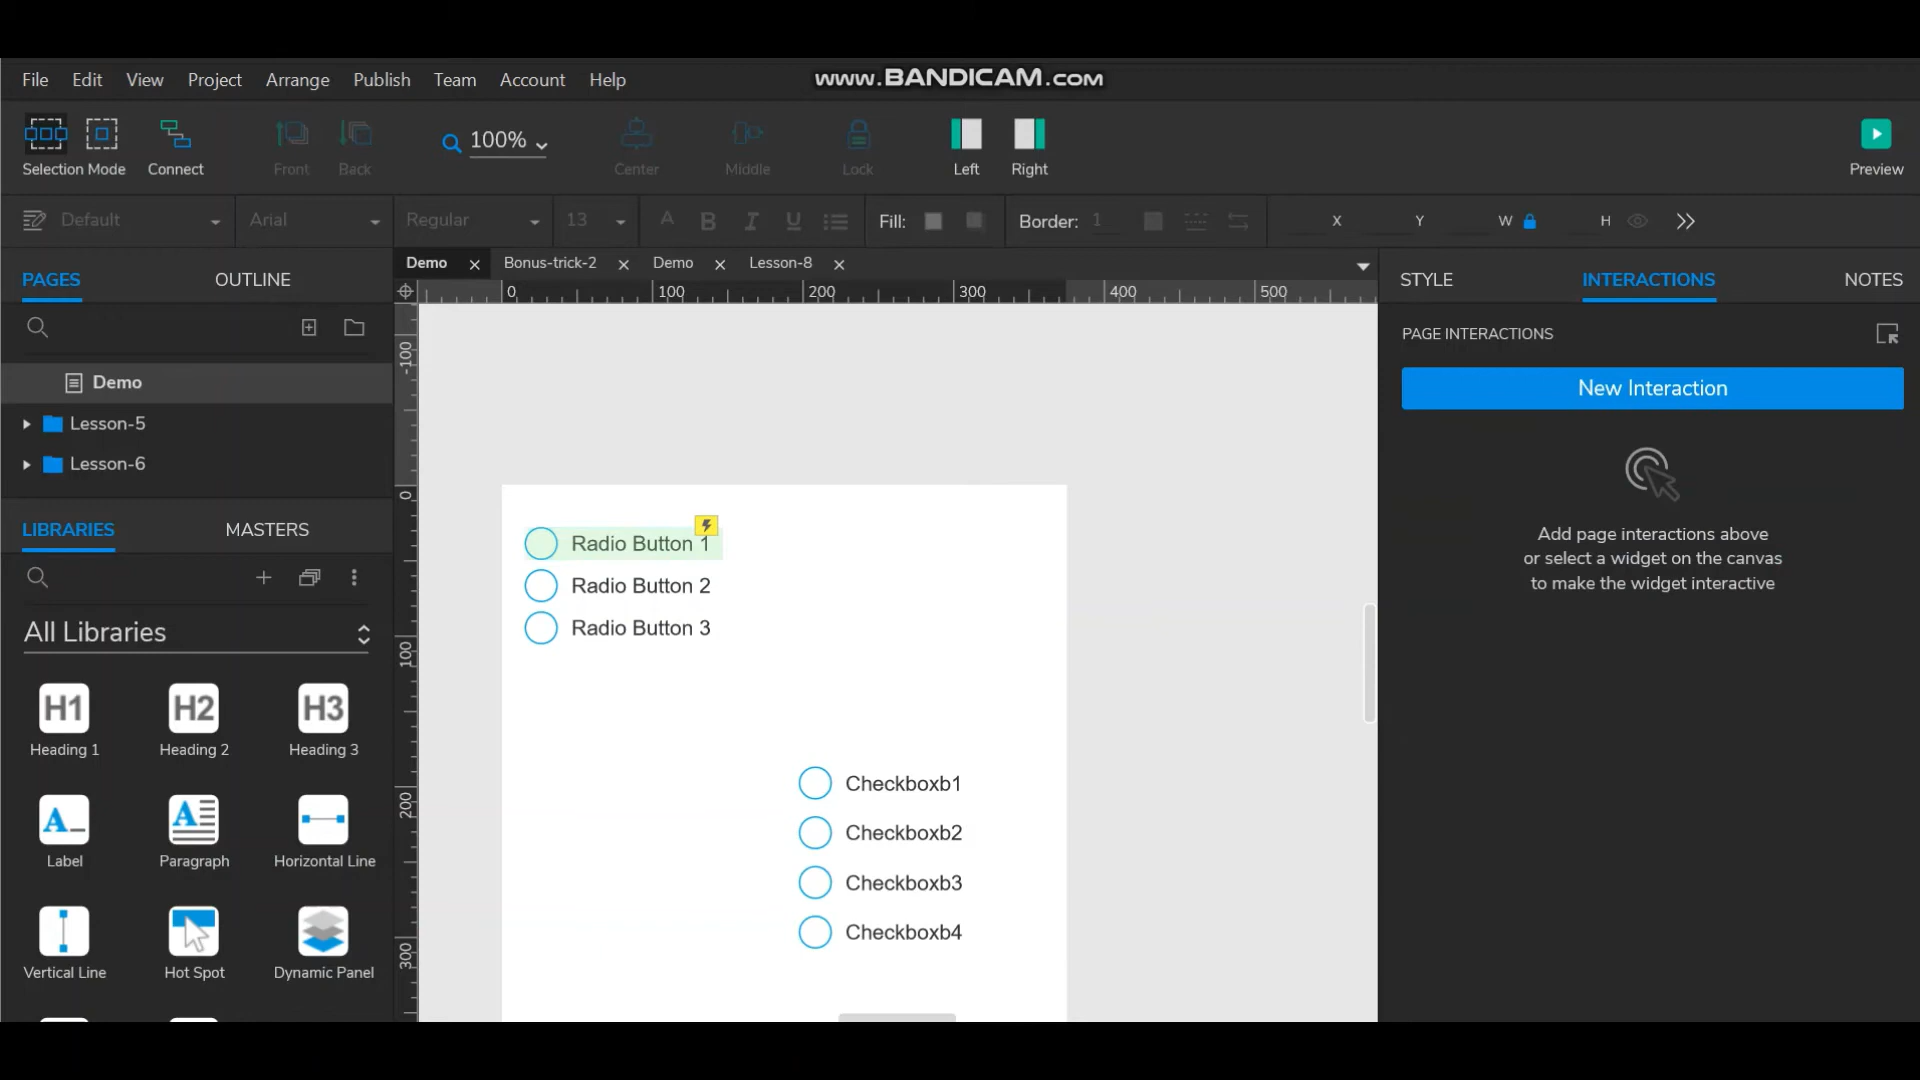 File Edit View Project Arrange Publish Team Account Help
www.BANDICAM.com
Selection Mode Connect Front Back 100% Center Middle Lock Left Right Preview
Default Arial Regular 13 A B I U Fill: Border: 1 X Y W H
PAGES OUTLINE
Demo Bonus-trick-2 Demo Lesson-8
0 100 200 300 400 500
STYLE INTERACTIONS NOTES
PAGE INTERACTIONS
New Interaction
Add page interactions above
or select a widget on the canvas
to make the widget interactive
Demo
Lesson-5
Lesson-6
LIBRARIES MASTERS
All Libraries
H1 H2 H3
Heading 1 Heading 2 Heading 3
A A
Label Paragraph Horizontal Line
Vertical Line Hot Spot Dynamic Panel
-100
0
100
200
300
Radio Button 1
Radio Button 2
Radio Button 3
Checkboxb1
Checkboxb2
Checkboxb3
Checkboxb4